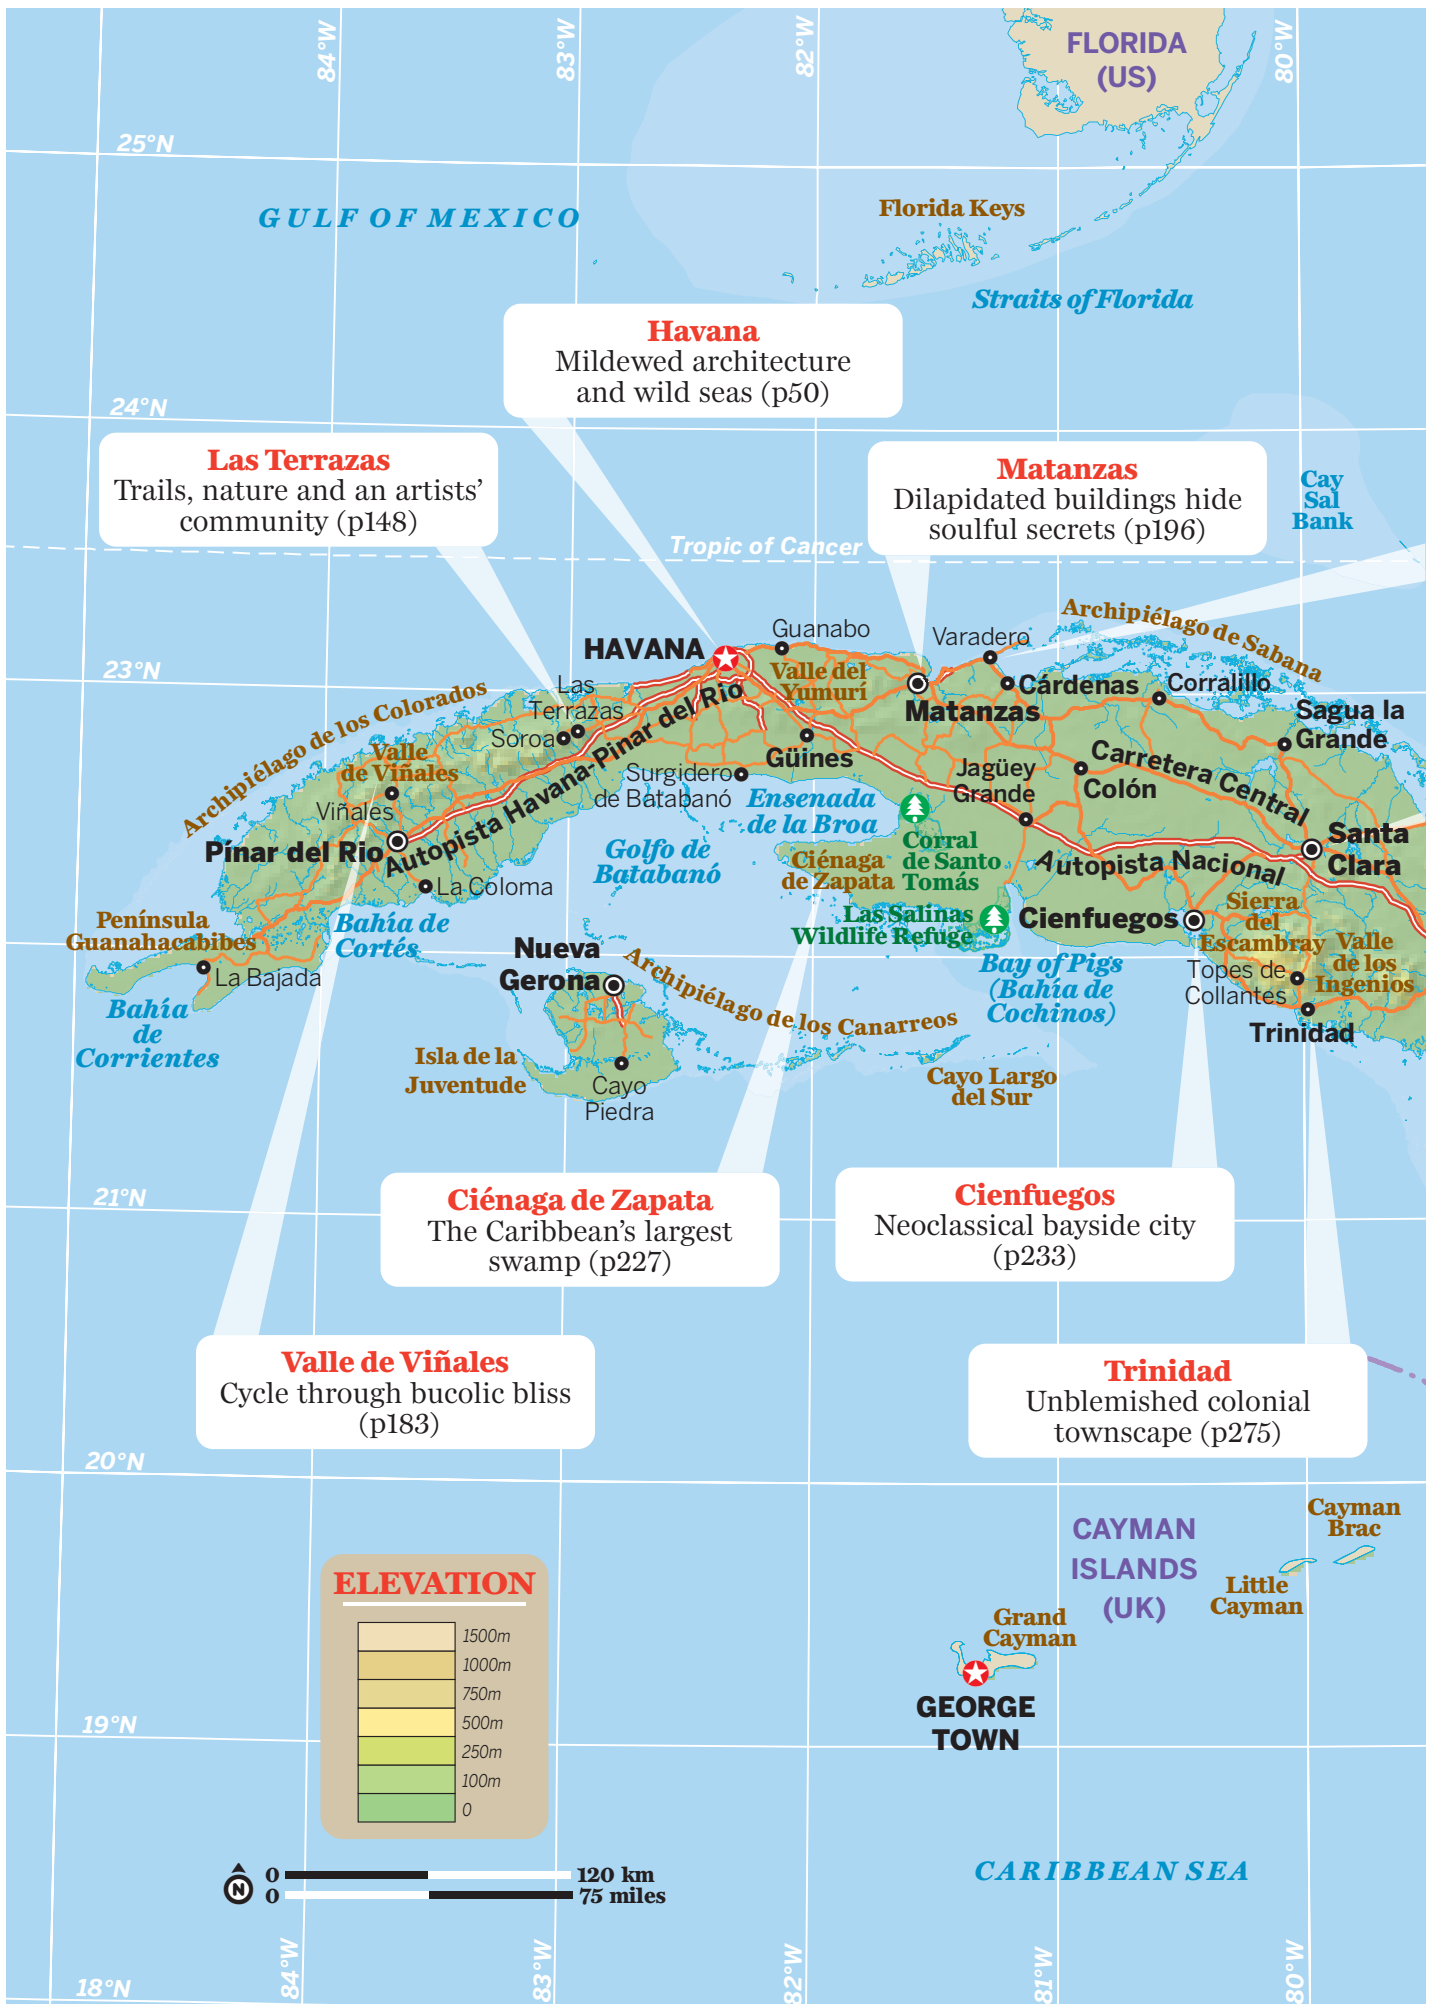 84°W
83°W
82°W
80°W
FLORIDA
(US)
25°N
GULF OF MEXICO
Florida Keys
Straits of Florida
Havana
Mildewed architecture
and wild seas (p50)
24°N
Las Terrazas
Trails, nature and an artists’
community (p148)
Matanzas
Dilapidated buildings hide
soulful secrets (p196)
Cay
Sal
Bank
Tropic of Cancer
Archipiélago de Sabana
Guanabo
Varadero
HAVANA
23°N
Valle del
Yumurí
Las
Terrazas
Cárdenas
Corralillo
Matanzas
Archipiélago de los Colorados
Soroa
Sagua la
Grande
Valle
de Viñales
Güines
Carretera Central
Surgidero
de Batabanó
Jagüey
Grande
Colón
Viñales
Ensenada
de la Broa
Autopista Havana-Pinar del Rio
Pinar del Rio
Golfo de
Batabanó
Corral
de Santo
Tomás
Ciénaga
de Zapata
Santa
Clara
Autopista Nacional
La Coloma
Península
Guanahacabibes
Bahía de
Cortés
Las Salinas
Wildlife Refuge
Cienfuegos
Sierra
del
Escambray
Valle
de los
Ingenios
Nueva
Gerona
La Bajada
Archipiélago de los Canarreos
Bay of Pigs
(Bahía de
Cochinos)
Topes de
Collantes
Bahía
de
Corrientes
Trinidad
Isla de la
Juventude
Cayo
Piedra
Cayo Largo
del Sur
21°N
Ciénaga de Zapata
The Caribbean’s largest
swamp (p227)
Cienfuegos
Neoclassical bayside city
(p233)
Valle de Viñales
Cycle through bucolic bliss
(p183)
Trinidad
Unblemished colonial
townscape (p275)
20°N
CAYMAN
ISLANDS
(UK)
Cayman
Brac
Little
Cayman
Grand
Cayman
GEORGE
TOWN
ELEVATION
1500m
1000m
750m
500m
250m
100m
0
19°N
N
0 120 km
0 75 miles
CARIBBEAN SEA
18°N
84°W
83°W
82°W
81°W
80°W